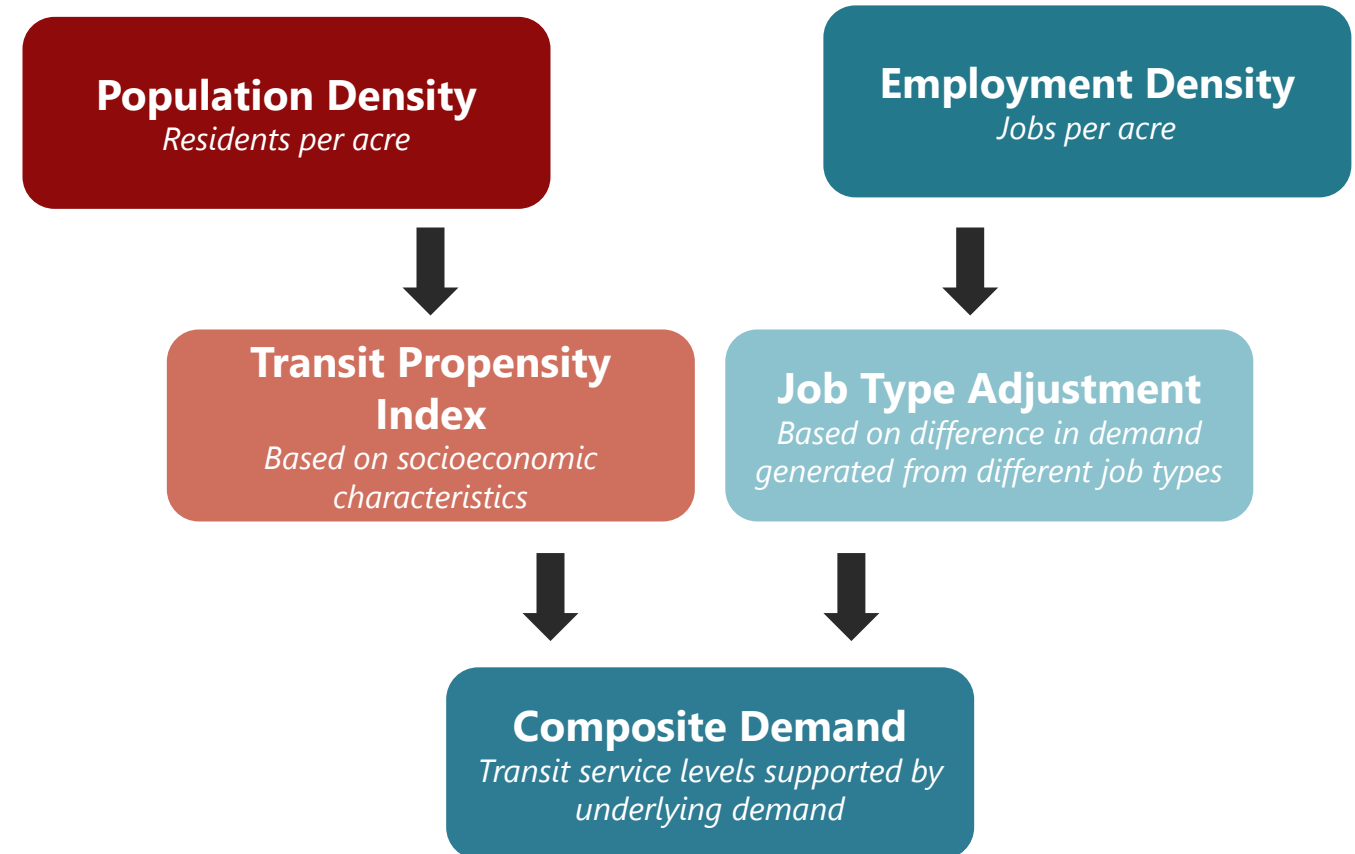 Population Density
Residents per acre
Employment Density
Jobs per acre
Transit Propensity
Index
Based on socioeconomic
characteristics
Job Type Adjustment
Based on difference in demand
generated from different job types
Composite Demand
Transit service levels supported by
underlying demand